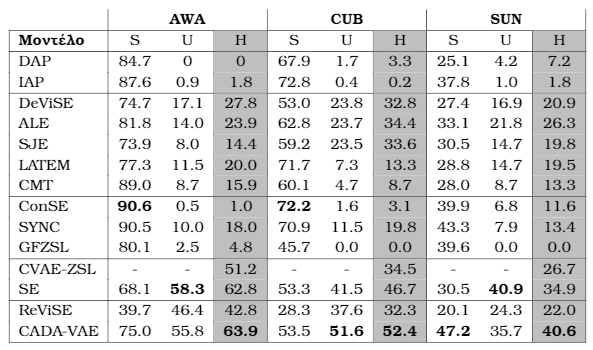 AWA CUB SUN
Μοντέλο S U H S U H S U H
DAP 84.7 0 0 67.9 1.7 3.3 25.1 4.2 7.2
IAP 87.6 0.9 1.8 72.8 0.4 0.2 37.8 1.0 1.8
DeViSE 74.7 17.1 27.8 53.0 23.8 32.8 27.4 16.9 20.9
ALE 81.8 14.0 23.9 62.8 23.7 34.4 33.1 21.8 26.3
SJE 73.9 8.0 14.4 59.2 23.5 33.6 30.5 14.7 19.8
LATEM 77.3 11.5 20.0 71.7 7.3 13.3 28.8 14.7 19.5
CMT 89.0 8.7 15.9 60.1 4.7 8.7 28.0 8.7 13.3
ConSE 90.6 0.5 1.0 72.2 1.6 3.1 39.9 6.8 11.6
SYNC 90.5 10.0 18.0 70.9 11.5 19.8 43.3 7.9 13.4
GFZSL 80.1 2.5 4.8 45.7 0.0 0.0 39.6 0.0 0.0
CVAE-ZSL - - 51.2 - - 34.5 - - 26.7
SE 68.1 58.3 62.8 53.3 41.5 46.7 30.5 40.9 34.9
ReViSE 39.7 46.4 42.8 28.3 37.6 32.3 20.1 24.3 22.0
CADA-VAE 75.0 55.8 63.9 53.5 51.6 52.4 47.2 35.7 40.6